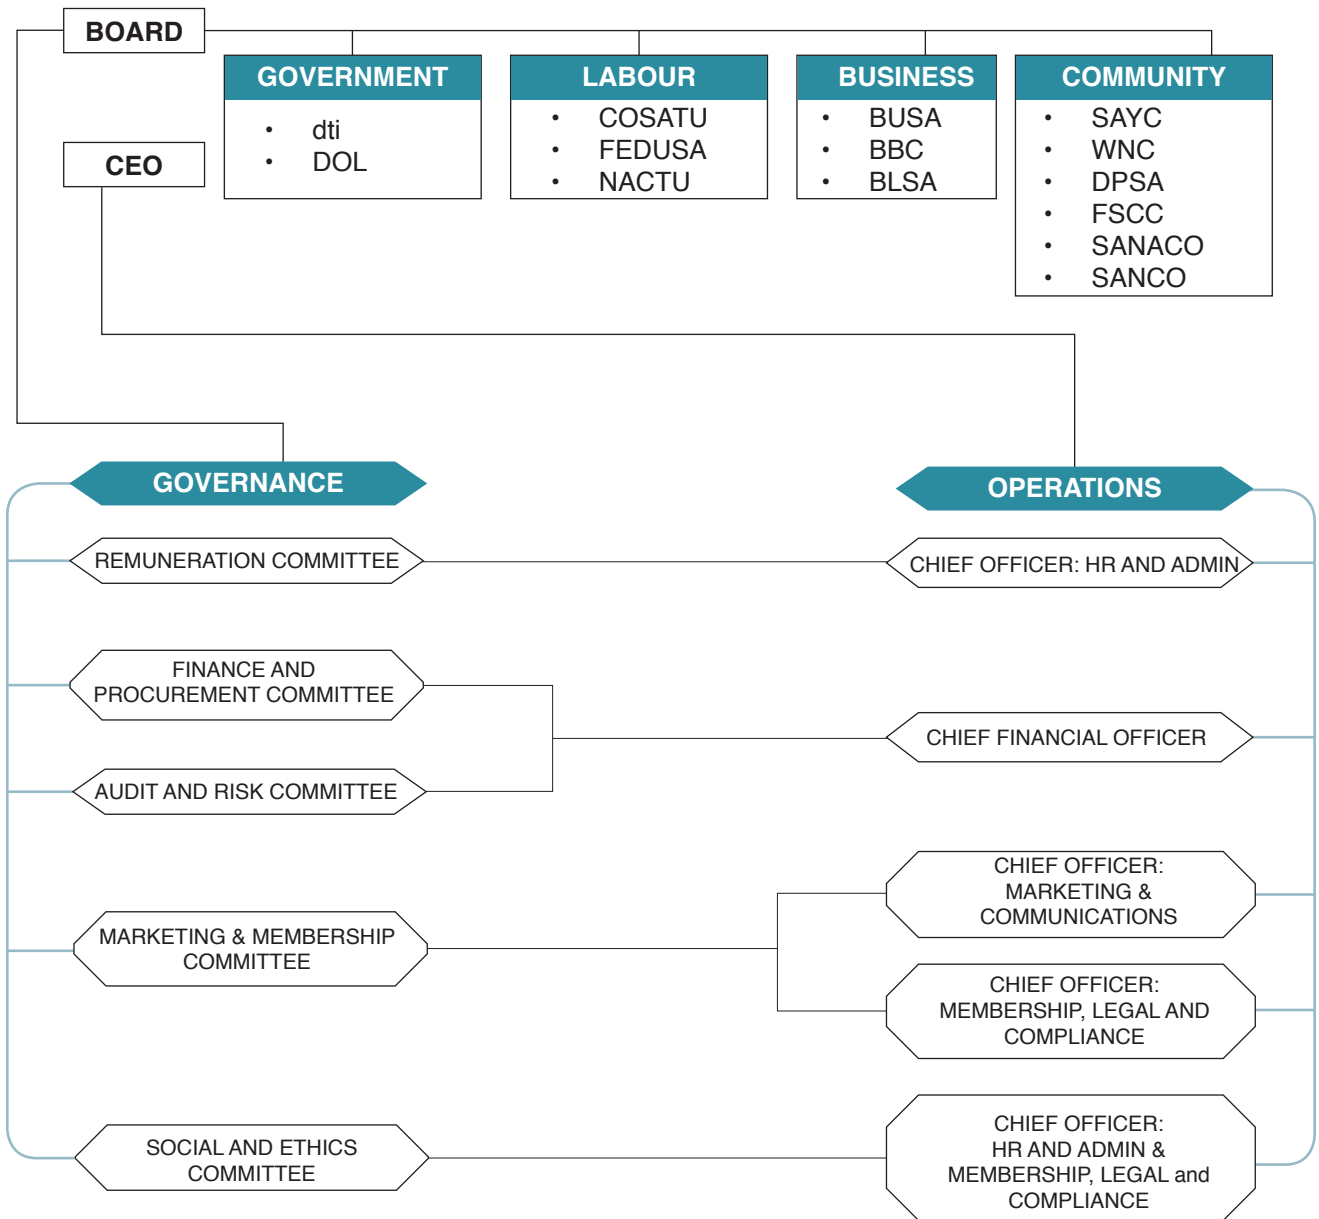 BOARD
GOVERNMENT
• dti
• DOL
LABOUR
• COSATU
• FEDUSA
• NACTU
BUSINESS
• BUSA
• BBC
• BLSA
COMMUNITY
• SAYC
• WNC
• DPSA
• FSCC
• SANACO
• SANCO
CEO
GOVERNANCE
OPERATIONS
REMUNERATION COMMITTEE
CHIEF OFFICER: HR AND ADMIN
FINANCE AND
PROCUREMENT COMMITTEE
CHIEF FINANCIAL OFFICER
AUDIT AND RISK COMMITTEE
MARKETING & MEMBERSHIP
COMMITTEE
CHIEF OFFICER:
MARKETING &
COMMUNICATIONS
CHIEF OFFICER:
MEMBERSHIP, LEGAL AND
COMPLIANCE
SOCIAL AND ETHICS
COMMITTEE
CHIEF OFFICER:
HR AND ADMIN &
MEMBERSHIP, LEGAL and
COMPLIANCE